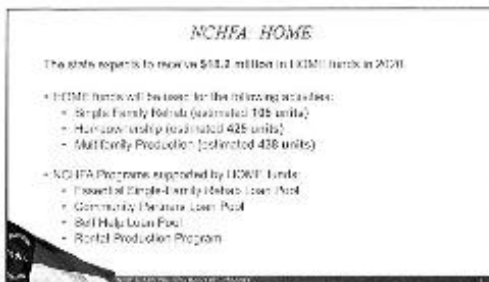 NCHFA HOME
The state expects to receive $18.2 million in HOME funds in 2020
• HOME funds will be used for the following activities:
• Single Family Rehab (estimated 105 units)
• Homeownership (estimated 425 units)
• Multifamily Production (estimated 438 units)
• NCHFA Programs supported by HOME funds:
• Essential Single-Family Rehab Loan Pool
• Community Partners Loan Pool
• Self Help Loan Pool
• Rental Production Program